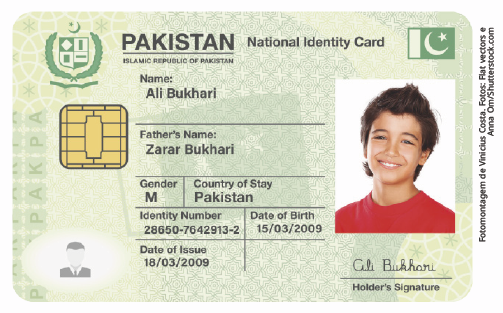 PAKISTAN National Identity Card
ISLAMIC REPUBLIC OF PAKISTAN
Name:
Ali Bukhari
Father's Name:
Zarar Bukhari
Gender Country of Stay
M Pakistan
Identity Number Date of Birth
28650-7642913-2 15/03/2009
Date of Issue
18/03/2009
Ali Bukhari
Holder's Signature
Fotomontagem de Vinicius Costa. Fotos: Flat vectors e
Anna Om/Shutterstock.com